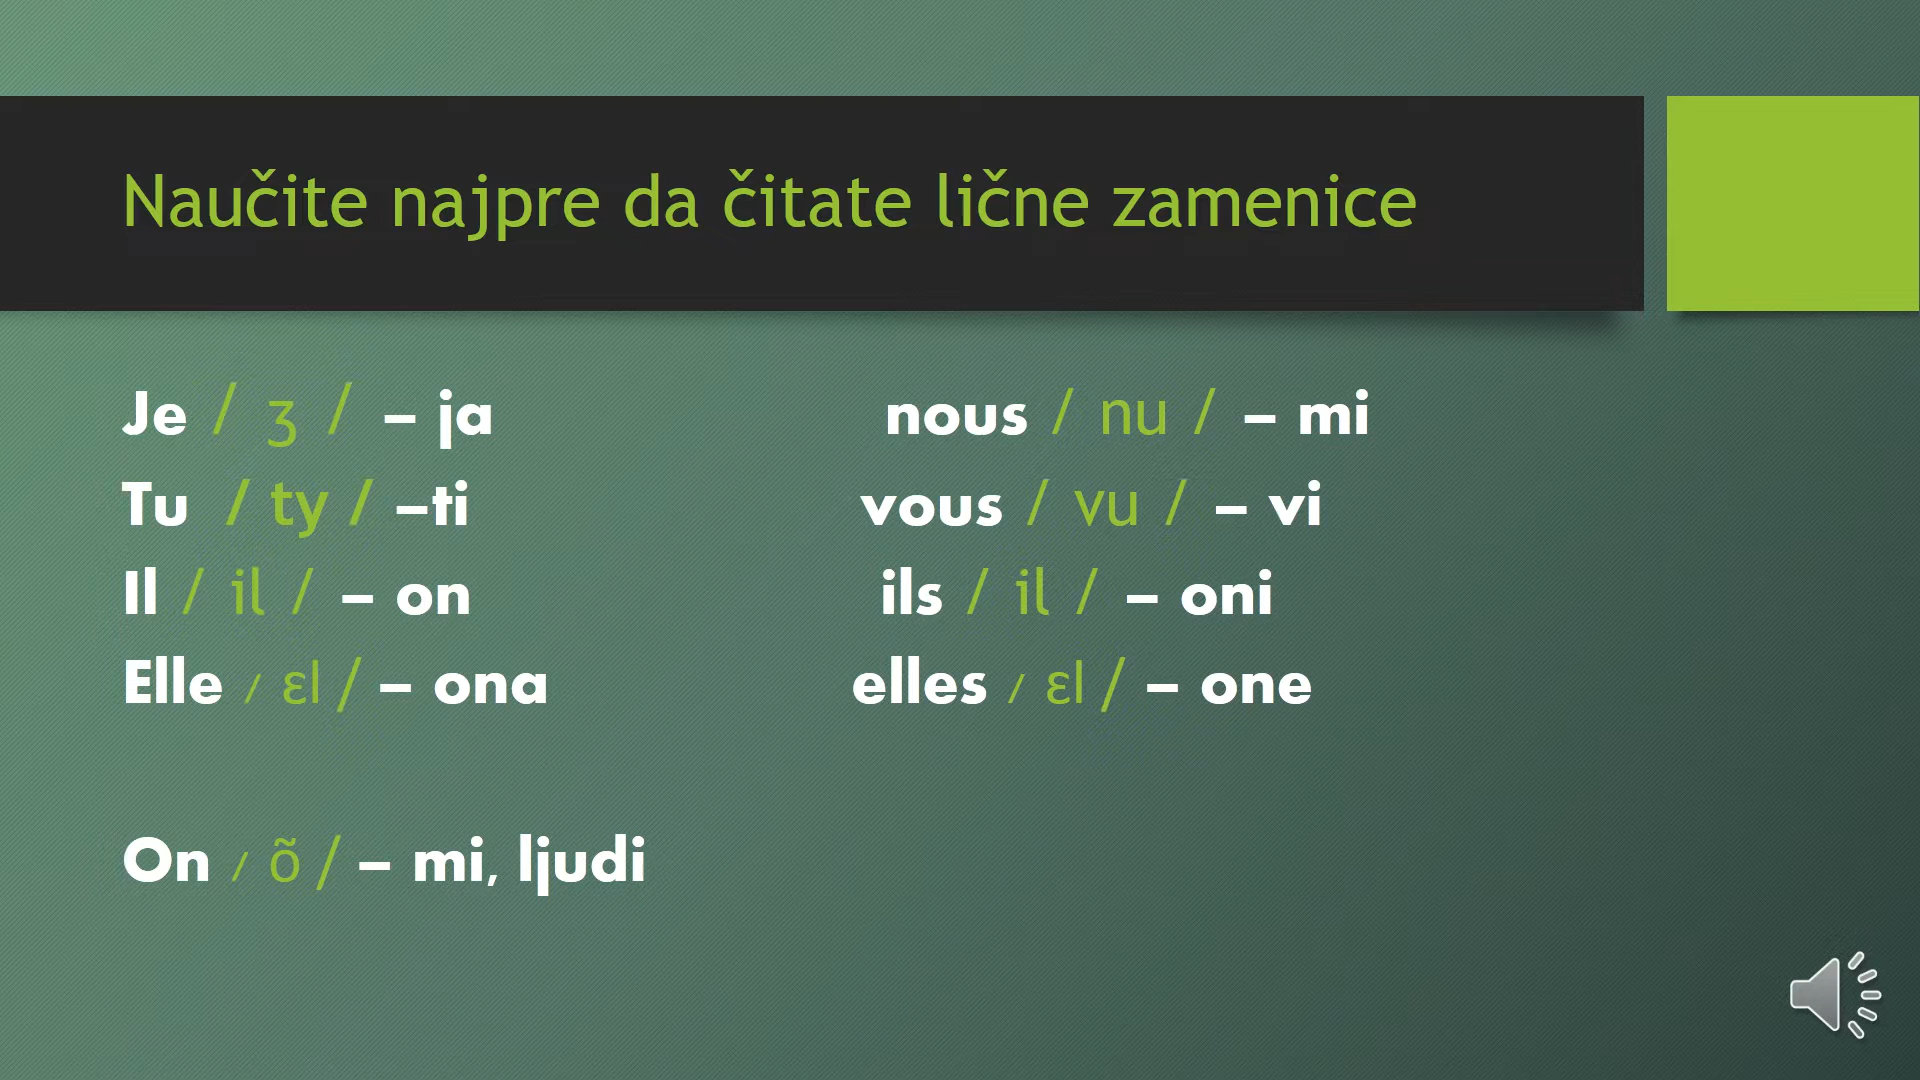 Naučite najpre da čitate lične zamenice
Je / ʒ / – ja nous / nu / – mi
Tu / ty / –ti vous / vu / – vi
Il / il / – on ils / il / – oni
Elle / ɛl / – ona elles / ɛl / – one
On / õ / – mi, ljudi